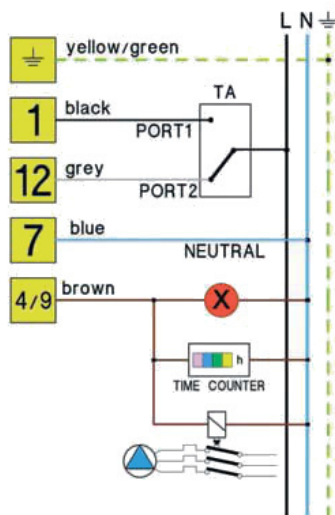 L N
yellow/green
TA
1 black
PORT1
12 grey
PORT2
7 blue
NEUTRAL
4/9 brown
X
h
TIME COUNTER